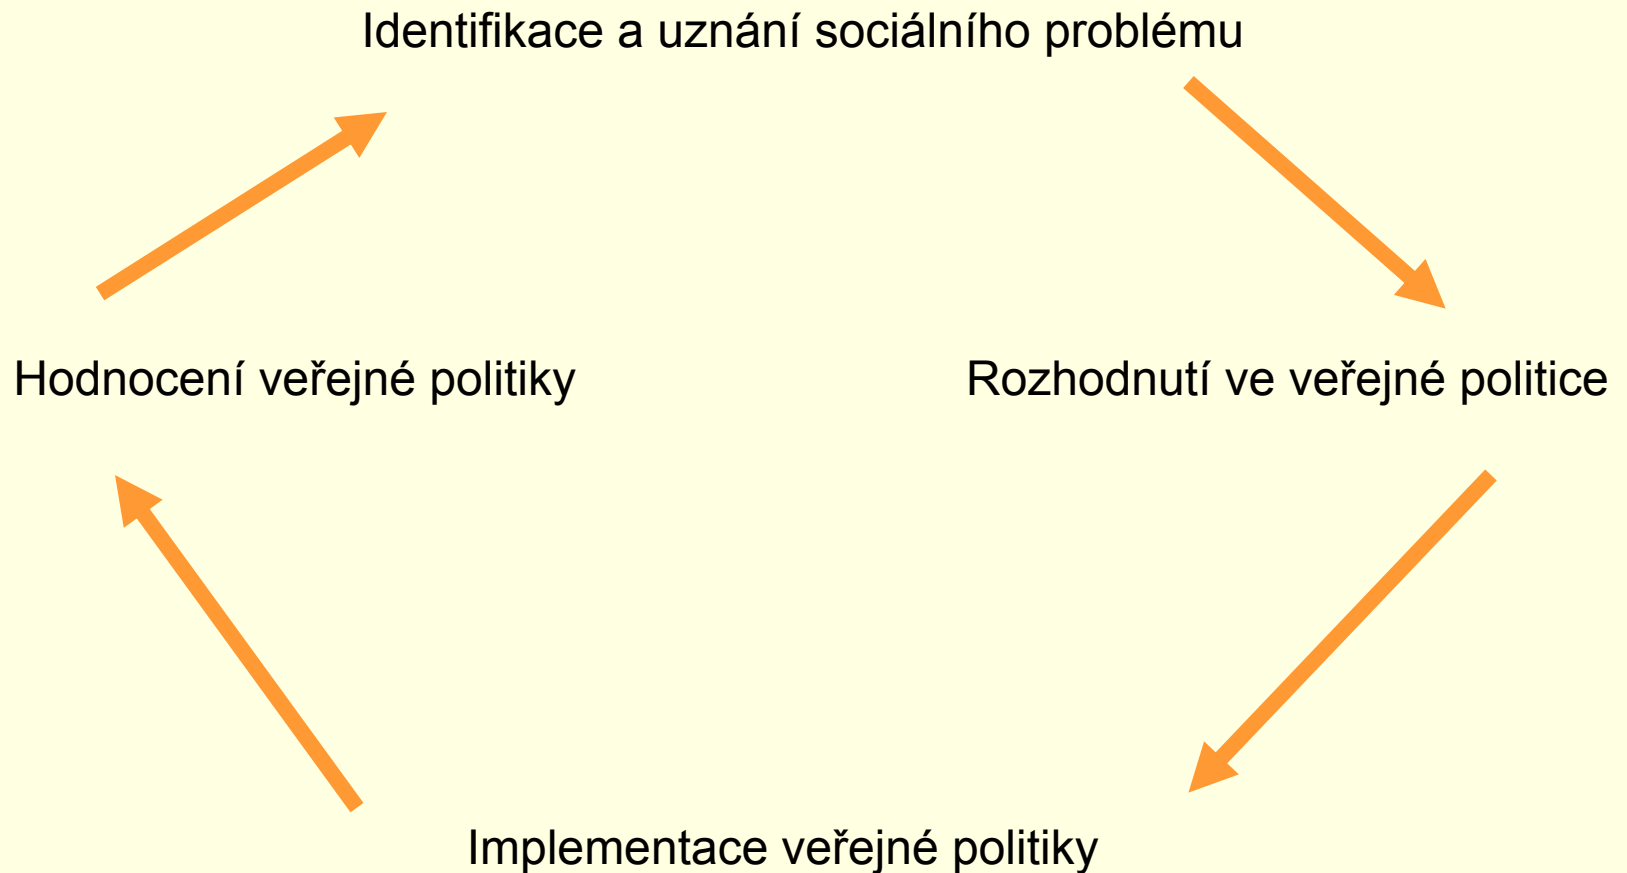 Identifikace a uznání sociálního problému
Hodnocení veřejné politiky
Rozhodnutí ve veřejné politice
Implementace veřejné politiky